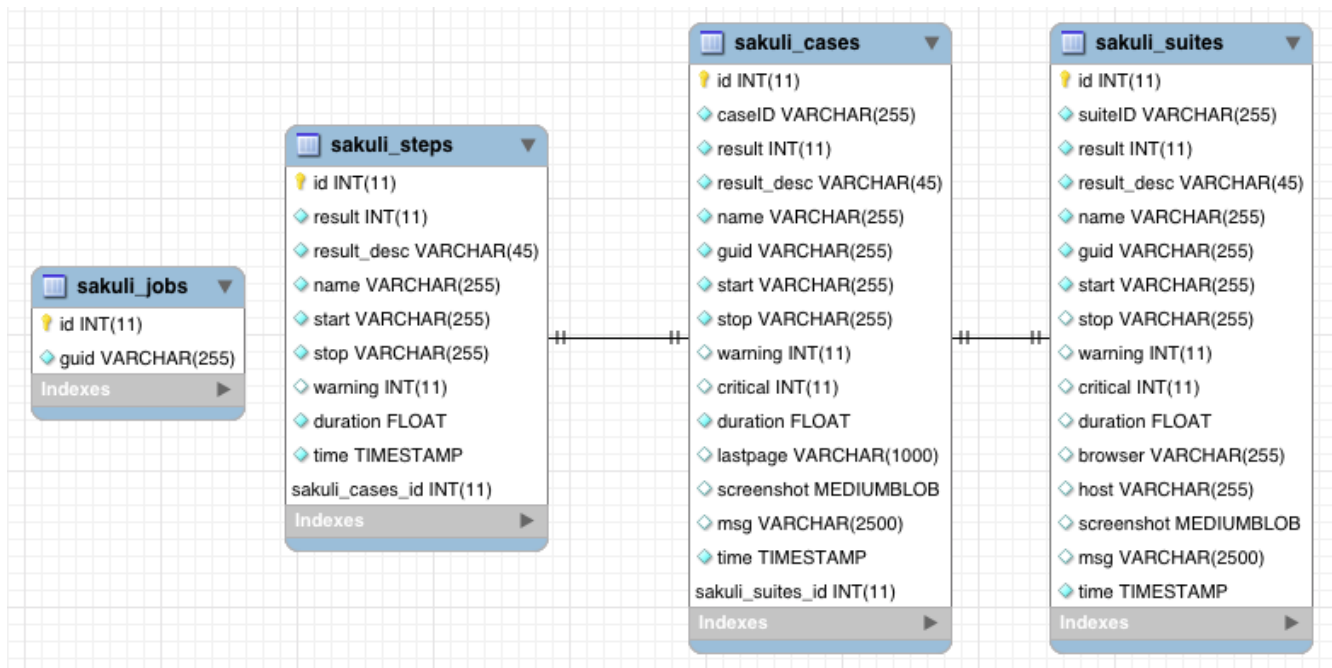 sakuli_jobs
id INT(11)
guid VARCHAR(255)
Indexes
sakuli_steps
id INT(11)
result INT(11)
result_desc VARCHAR(45)
name VARCHAR(255)
start VARCHAR(255)
stop VARCHAR(255)
warning INT(11)
duration FLOAT
time TIMESTAMP
sakuli_cases_id INT(11)
Indexes
sakuli_cases
id INT(11)
caseID VARCHAR(255)
result INT(11)
result_desc VARCHAR(45)
name VARCHAR(255)
guid VARCHAR(255)
start VARCHAR(255)
stop VARCHAR(255)
warning INT(11)
critical INT(11)
duration FLOAT
lastpage VARCHAR(1000)
screenshot MEDIUMBLOB
msg VARCHAR(2500)
time TIMESTAMP
sakuli_suites_id INT(11)
Indexes
sakuli_suites
id INT(11)
suiteID VARCHAR(255)
result INT(11)
result_desc VARCHAR(45)
name VARCHAR(255)
guid VARCHAR(255)
start VARCHAR(255)
stop VARCHAR(255)
warning INT(11)
critical INT(11)
duration FLOAT
browser VARCHAR(255)
host VARCHAR(255)
screenshot MEDIUMBLOB
msg VARCHAR(2500)
time TIMESTAMP
Indexes